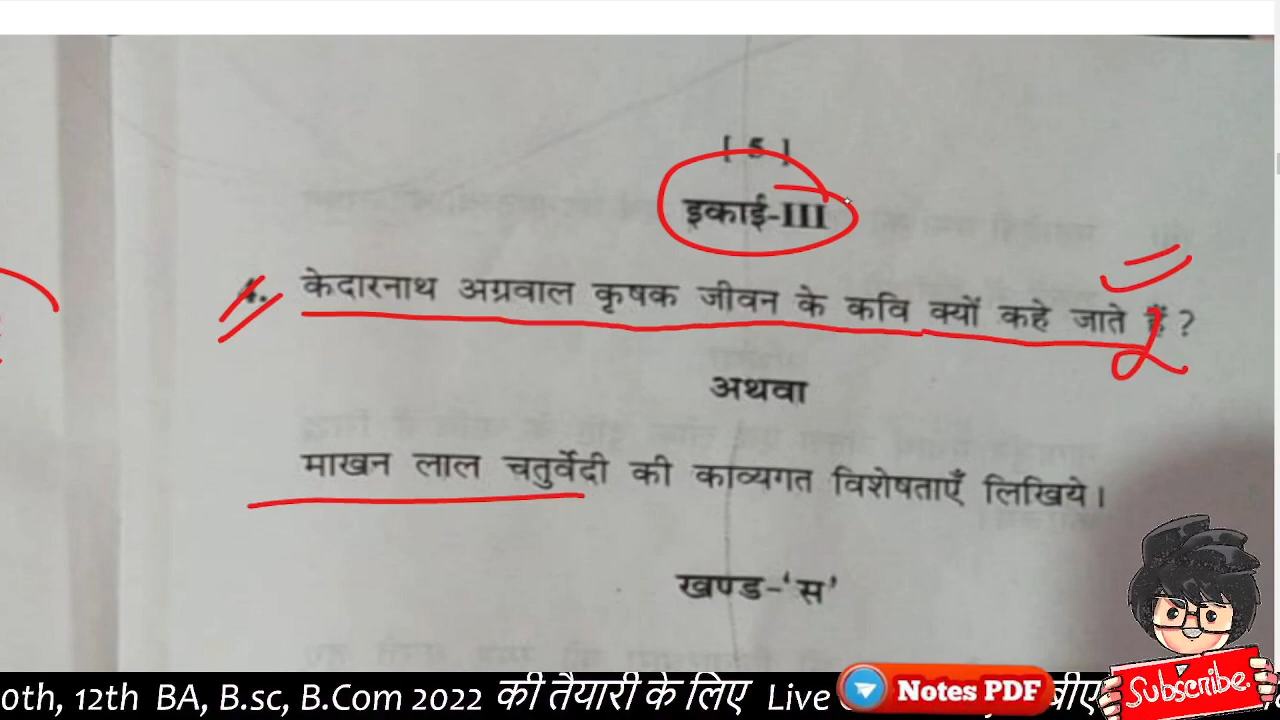 [ 5 ]
इकाई-III
4. केदारनाथ अग्रवाल कृषक जीवन के कवि क्यों कहे जाते हैं ?
अथवा
माखन लाल चतुर्वेदी की काव्यगत विशेषताएँ लिखिये।
खण्ड-‘स’
0th, 12th BA, B.sc, B.Com 2022 की तैयारी के लिए Live
Notes PDF
Subscribe